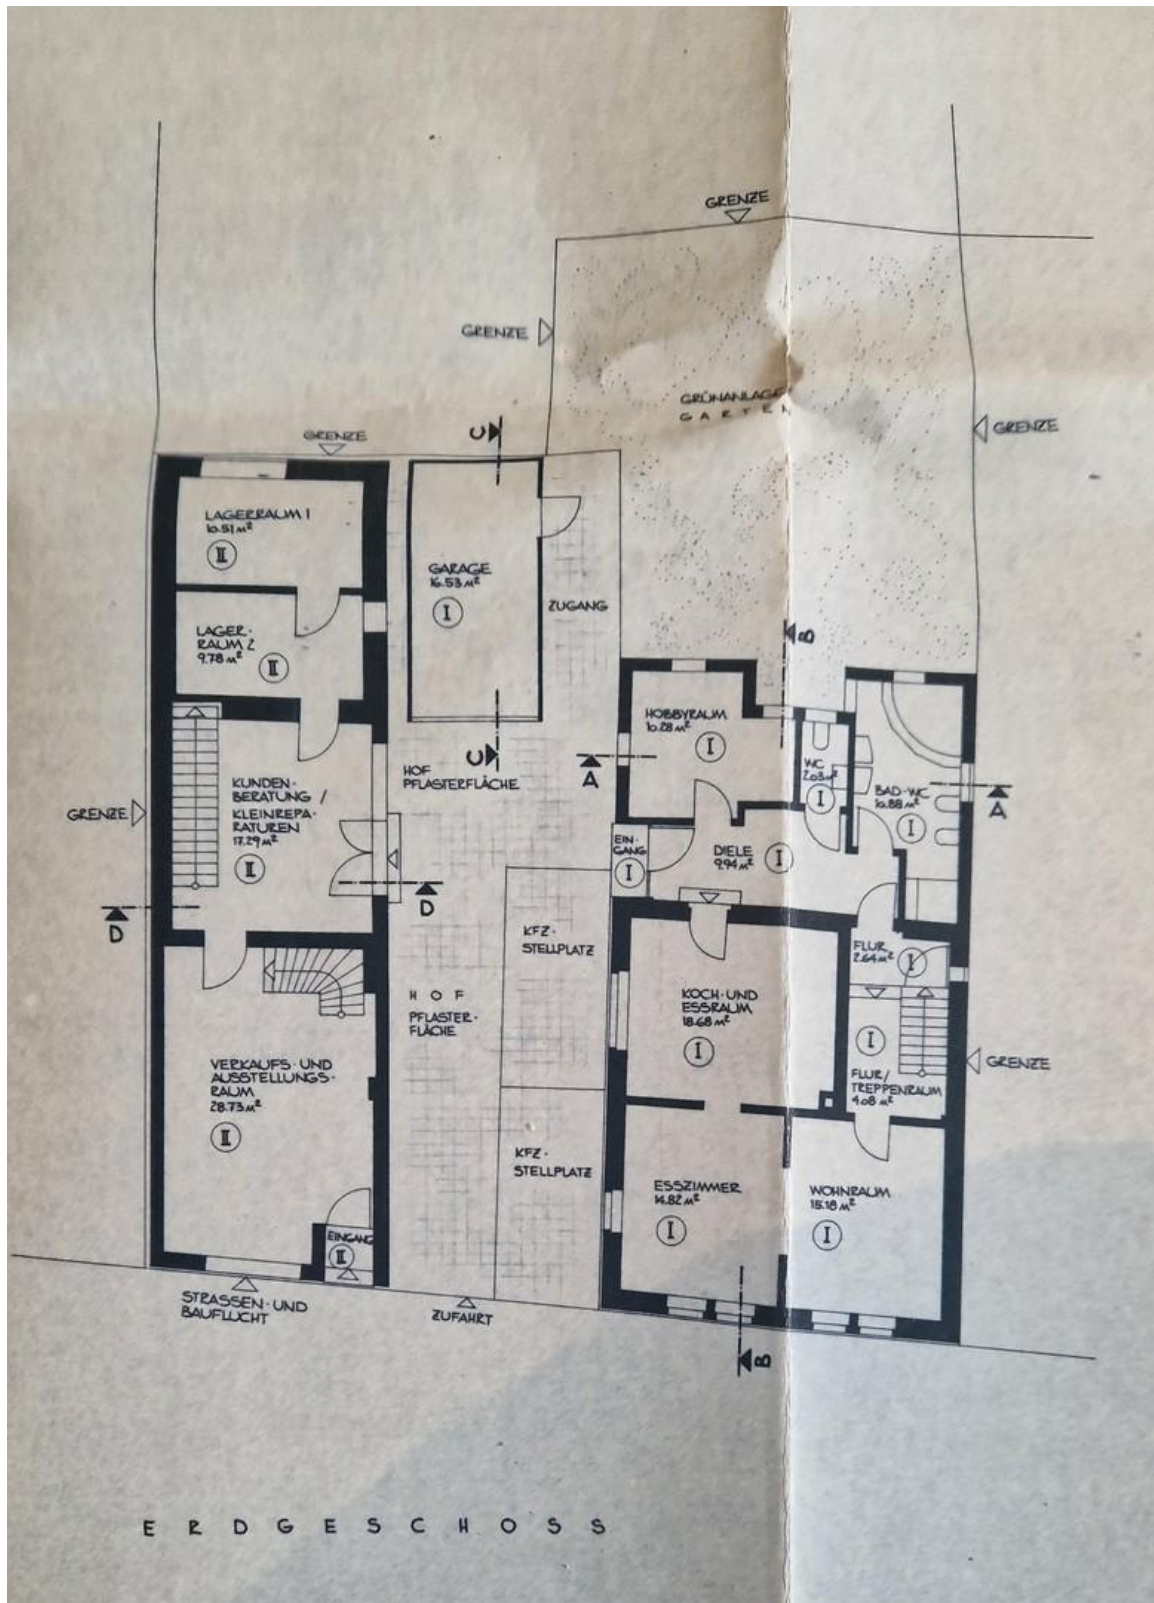 GRENZE
GRENZE
GRÜNANLAGE
GARTEN
GRENZE
GRENZE
C
LAGERRAUM 1
10.51 m²
II
GARAGE
16.53 m²
I
ZUGANG
LAGER-
RAUM 2
9.78 m²
II
B
HOBBYRAUM
10.28 m²
I
C
A
HOF
PFLASTERFLÄCHE
WC
2.03 m²
I
BAD-WC
10.88 m²
I
A
KUNDEN-
BERATUNG /
KLEINREPA-
RATUREN
17.29 m²
II
GRENZE
EIN-
GANG
I
DIELE
9.94 m²
I
D
D
KFZ-
STELLPLATZ
FLUR
2.64 m²
I
HOF
PFLASTER-
FLÄCHE
KOCH- UND
ESSRAUM
18.68 m²
I
I
FLUR/
TREPPENRAUM
4.08 m²
GRENZE
VERKAUFS- UND
AUSSTELLUNGS-
RAUM
28.73 m²
II
KFZ-
STELLPLATZ
ESSZIMMER
14.82 m²
I
WOHNRAUM
15.18 m²
I
EINGANG
II
STRASSEN- UND
BAUFLUCHT
ZUFAHRT
B
ERDGESCHOSS